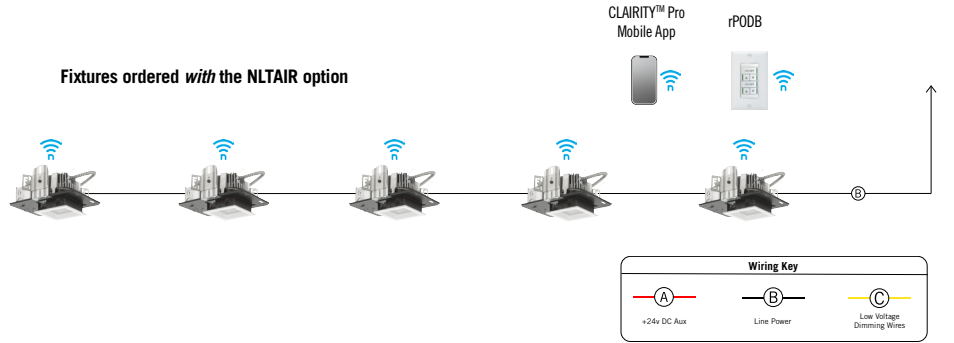 CLAIRITY™ Pro
Mobile App
rPODB
Fixtures ordered with the NLTAIR option
B
Wiring Key
A
B
C
+24v DC Aux
Line Power
Low Voltage
Dimming Wires